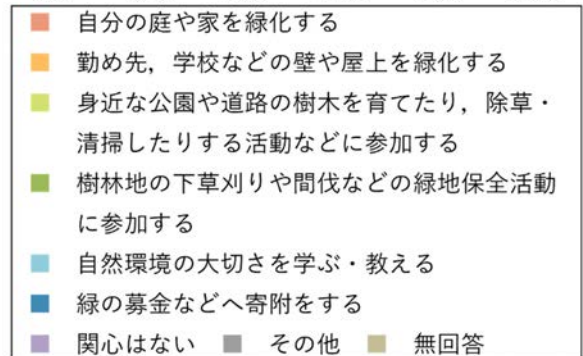 自分の庭や家を緑化する
勤め先，学校などの壁や屋上を緑化する
身近な公園や道路の樹木を育てたり，除草・
清掃したりする活動などに参加する
樹林地の下草刈りや間伐などの緑地保全活動
に参加する
自然環境の大切さを学ぶ・教える
緑の募金などへ寄附をする
関心はない その他 無回答